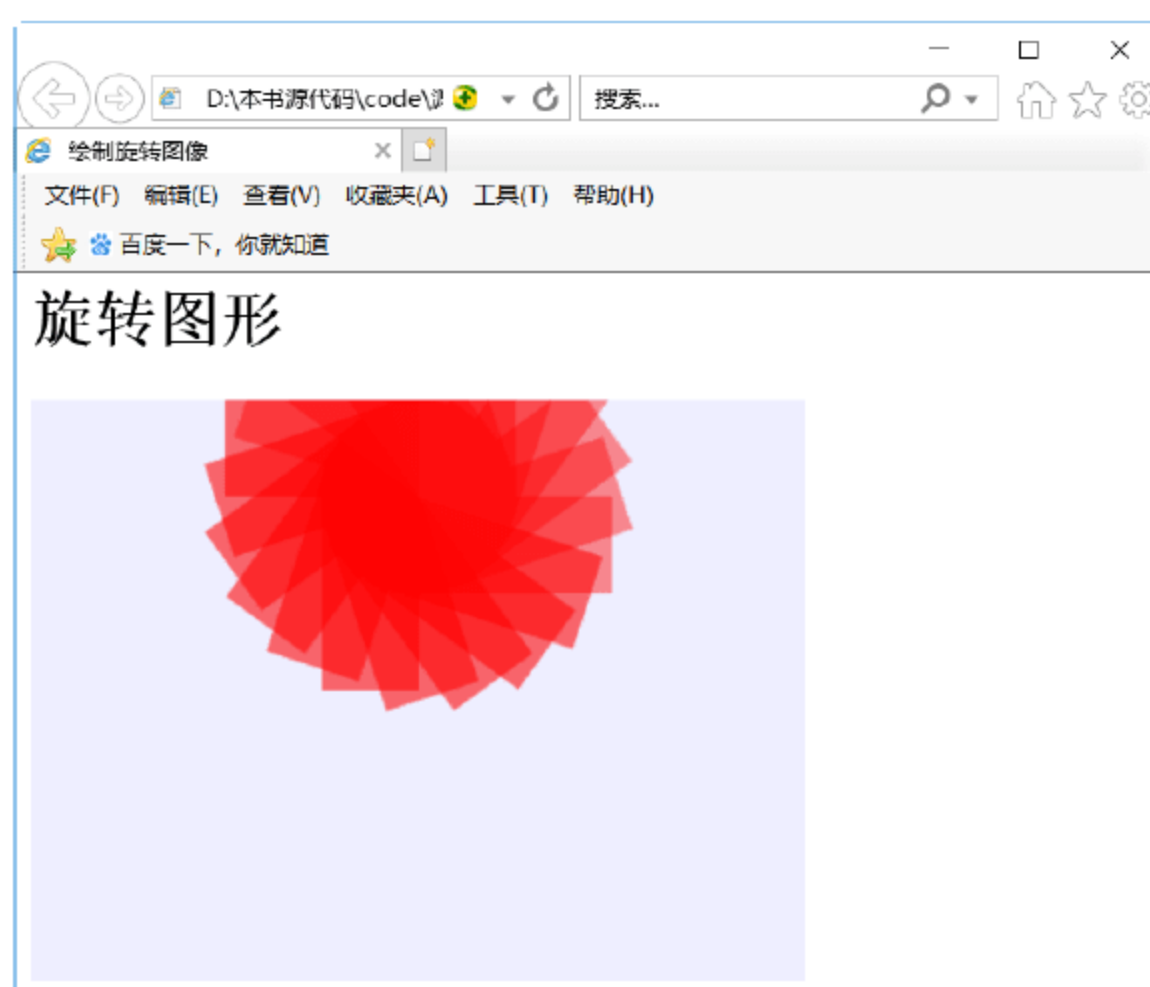 D:\本书源代码\code\
搜索...
绘制旋转图像
文件(F) 编辑(E) 查看(V) 收藏夹(A) 工具(T) 帮助(H)
百度一下，你就知道
旋转图形